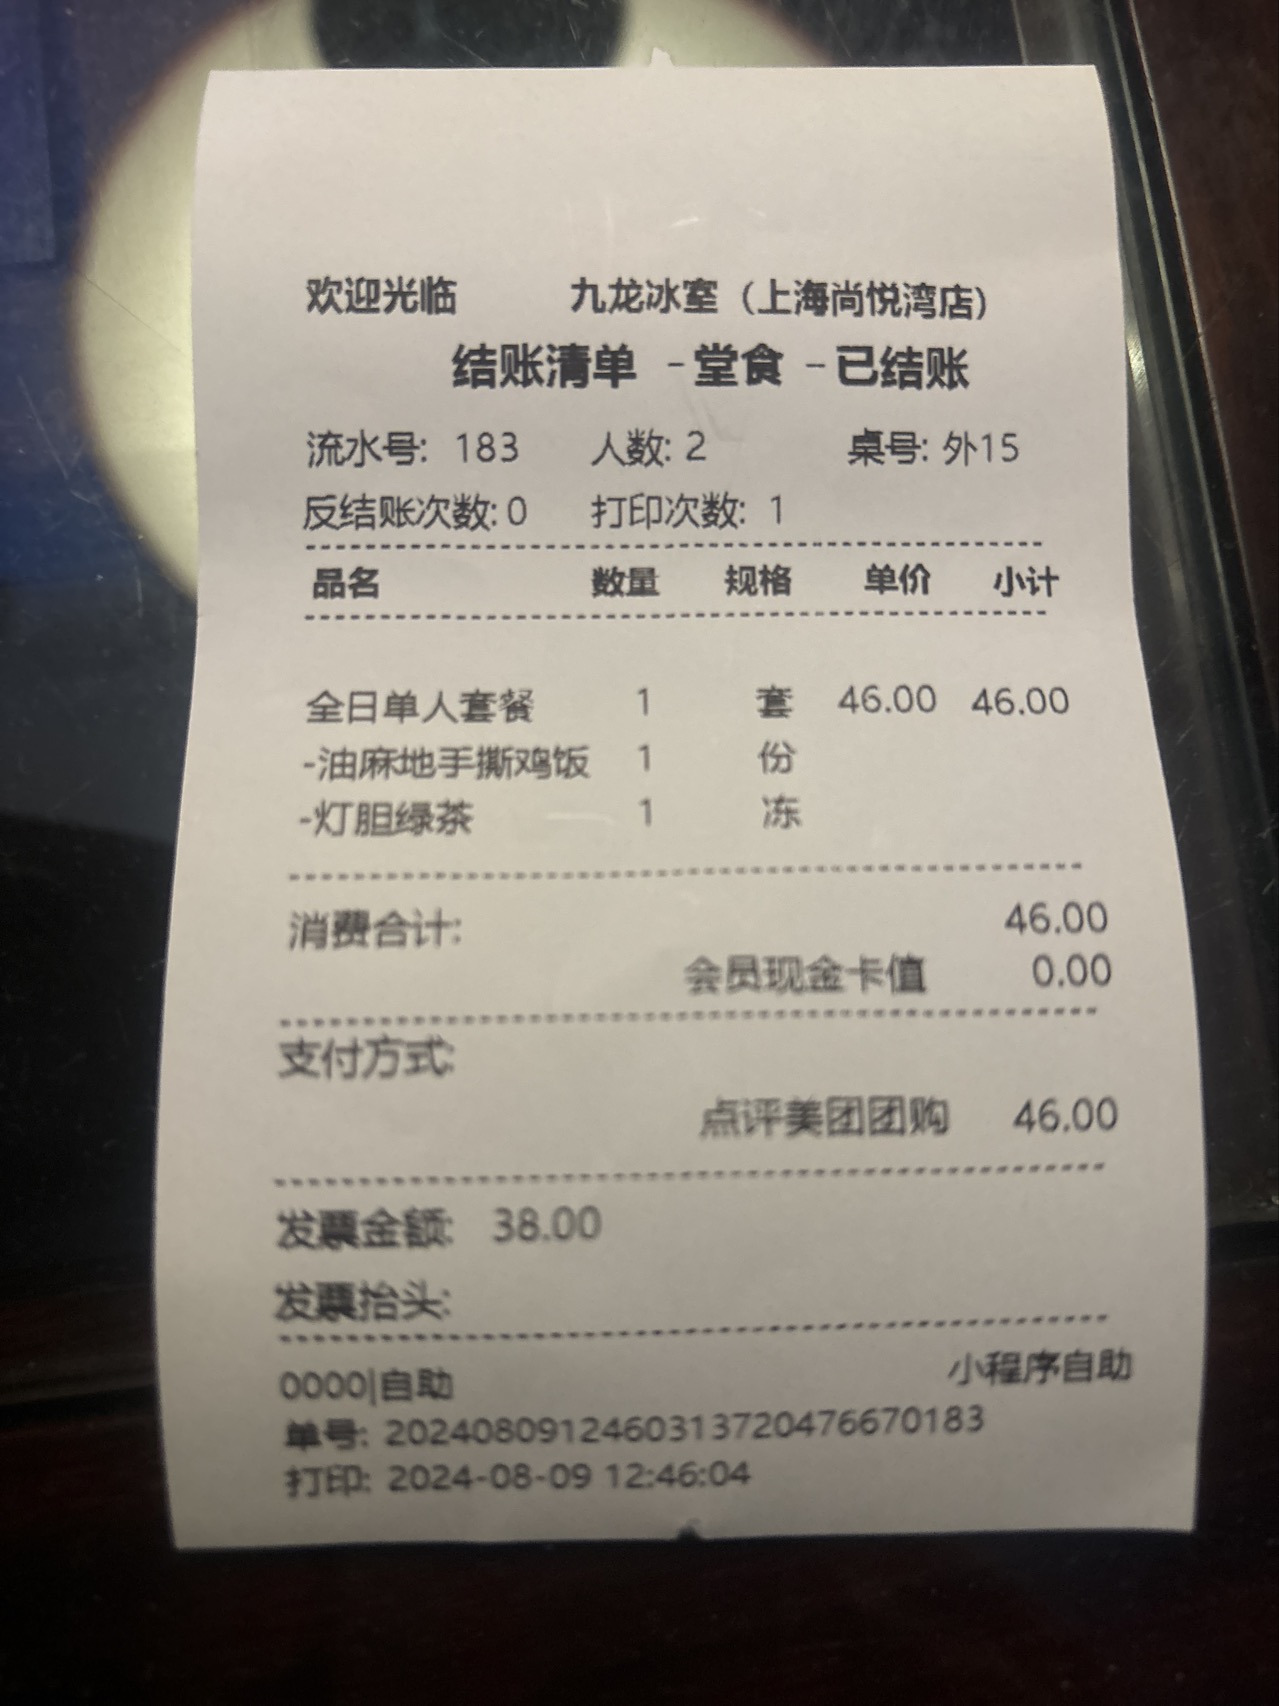 欢迎光临 九龙冰室（上海尚悦湾店）
结账清单 -堂食 -已结账
流水号: 183 人数: 2 桌号: 外15
反结账次数: 0 打印次数: 1
品名 数量 规格 单价 小计
全日单人套餐 1 套 46.00 46.00
-油麻地手撕鸡饭 1 份
-灯胆绿茶 1 冻
消费合计: 46.00
会员现金卡值 0.00
支付方式:
点评美团团购 46.00
发票金额: 38.00
发票抬头:
0000|自助 小程序自助
单号: 2024080912460313720476670183
打印: 2024-08-09 12:46:04